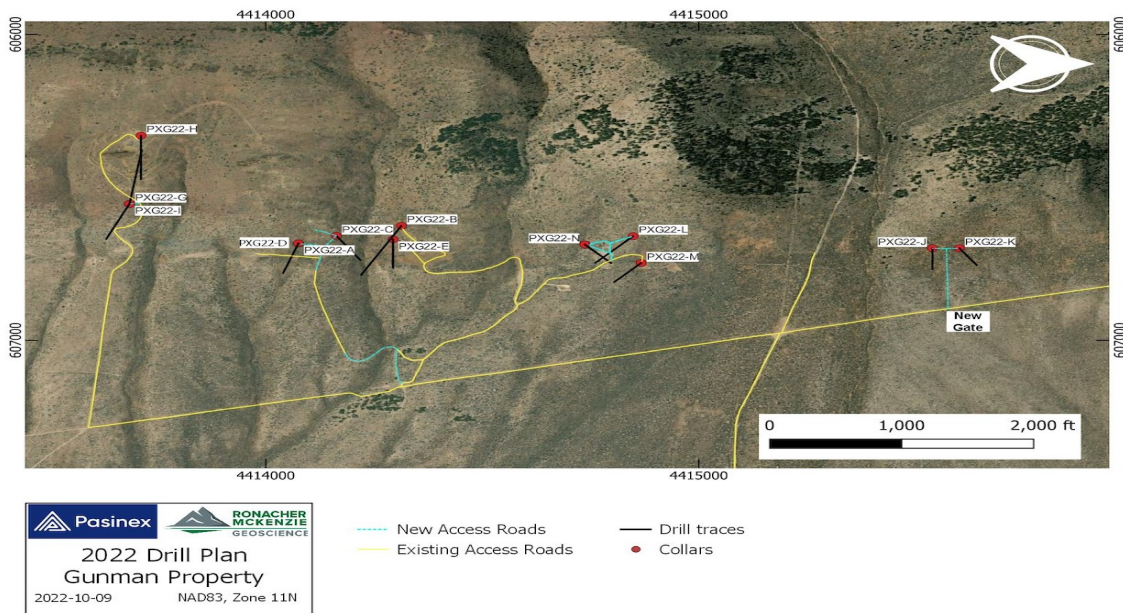 4414000
4415000
606000
606000
PXG22-H
PXG22-G
PXG22-I
PXG22-D
PXG22-C
PXG22-A
PXG22-B
PXG22-E
PXG22-N
PXG22-L
PXG22-M
PXG22-J
PXG22-K
New
Gate
607000
607000
0
1,000
2,000 ft
4414000
4415000
Pasinex
RONACHER
MCKENZIE
GEOSCIENCE
2022 Drill Plan
Gunman Property
2022-10-09
NAD83, Zone 11N
New Access Roads
Existing Access Roads
Drill traces
Collars